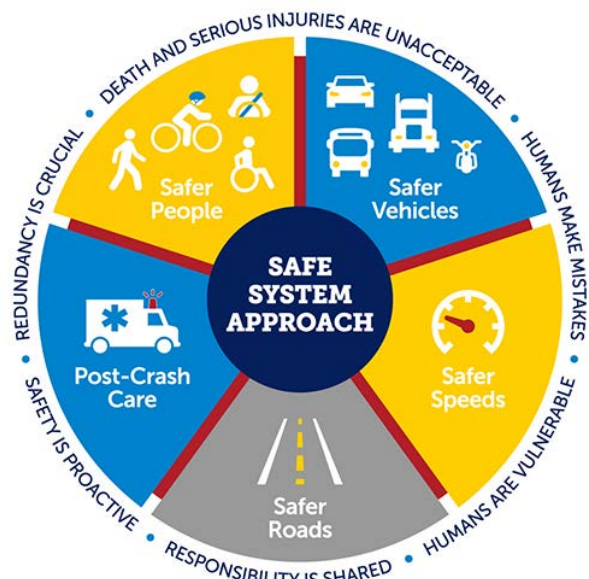 DEATH AND SERIOUS INJURIES ARE UNACCEPTABLE
HUMANS MAKE MISTAKES
HUMANS ARE VULNERABLE
RESPONSIBILITY IS SHARED
SAFETY IS PROACTIVE
REDUNDANCY IS CRUCIAL
Safer
People
Safer
Vehicles
SAFE
SYSTEM
APPROACH
Post-Crash
Care
Safer
Speeds
Safer
Roads